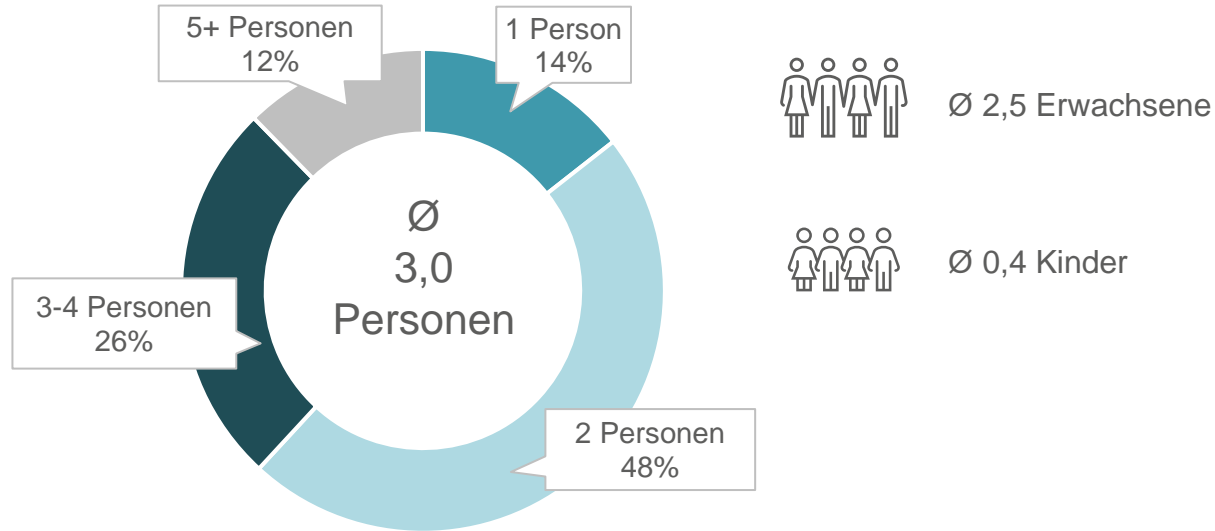 5+ Personen
12%
1 Person
14%
Ø 2,5 Erwachsene
Ø
3,0
Personen
Ø 0,4 Kinder
3-4 Personen
26%
2 Personen
48%